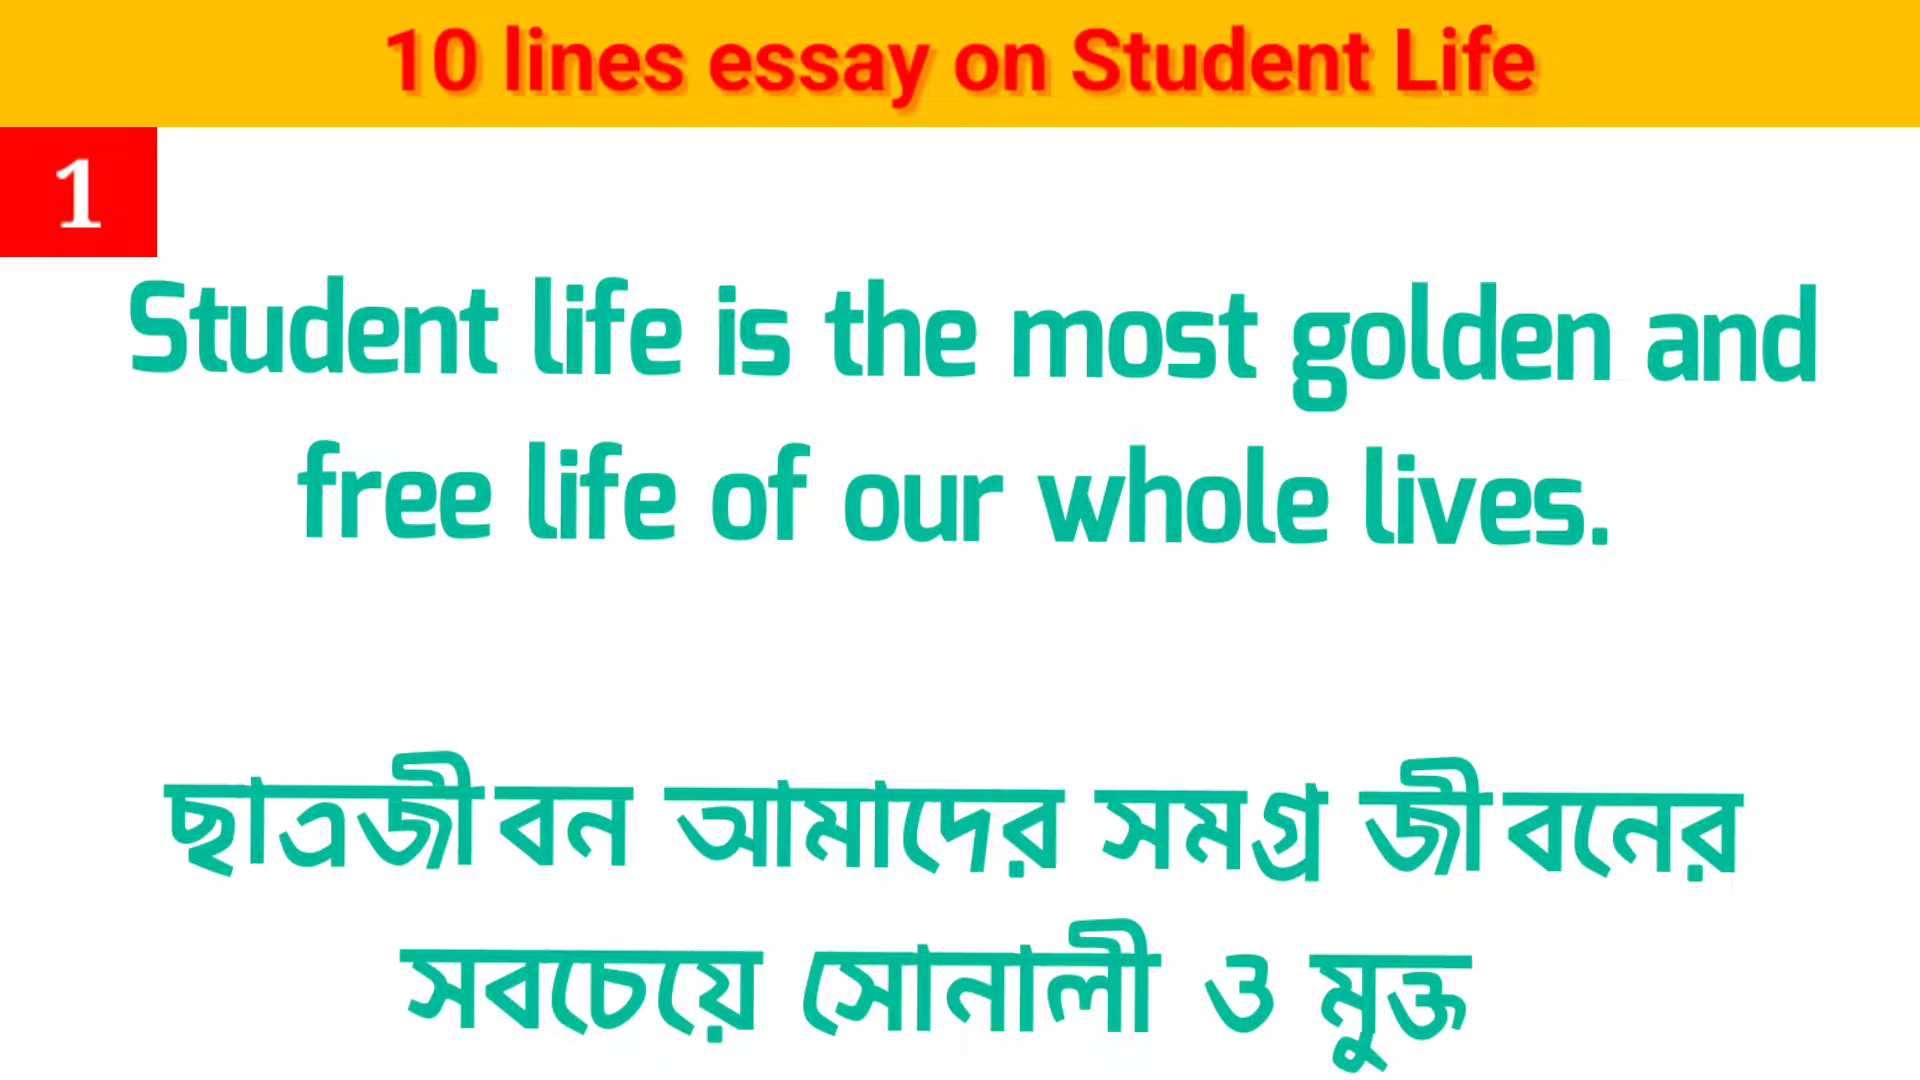 10 lines essay on Student Life
1
Student life is the most golden and
free life of our whole lives.
ছাত্রজীবন আমাদের সমগ্র জীবনের
সবচেয়ে সোনালী ও মুক্ত